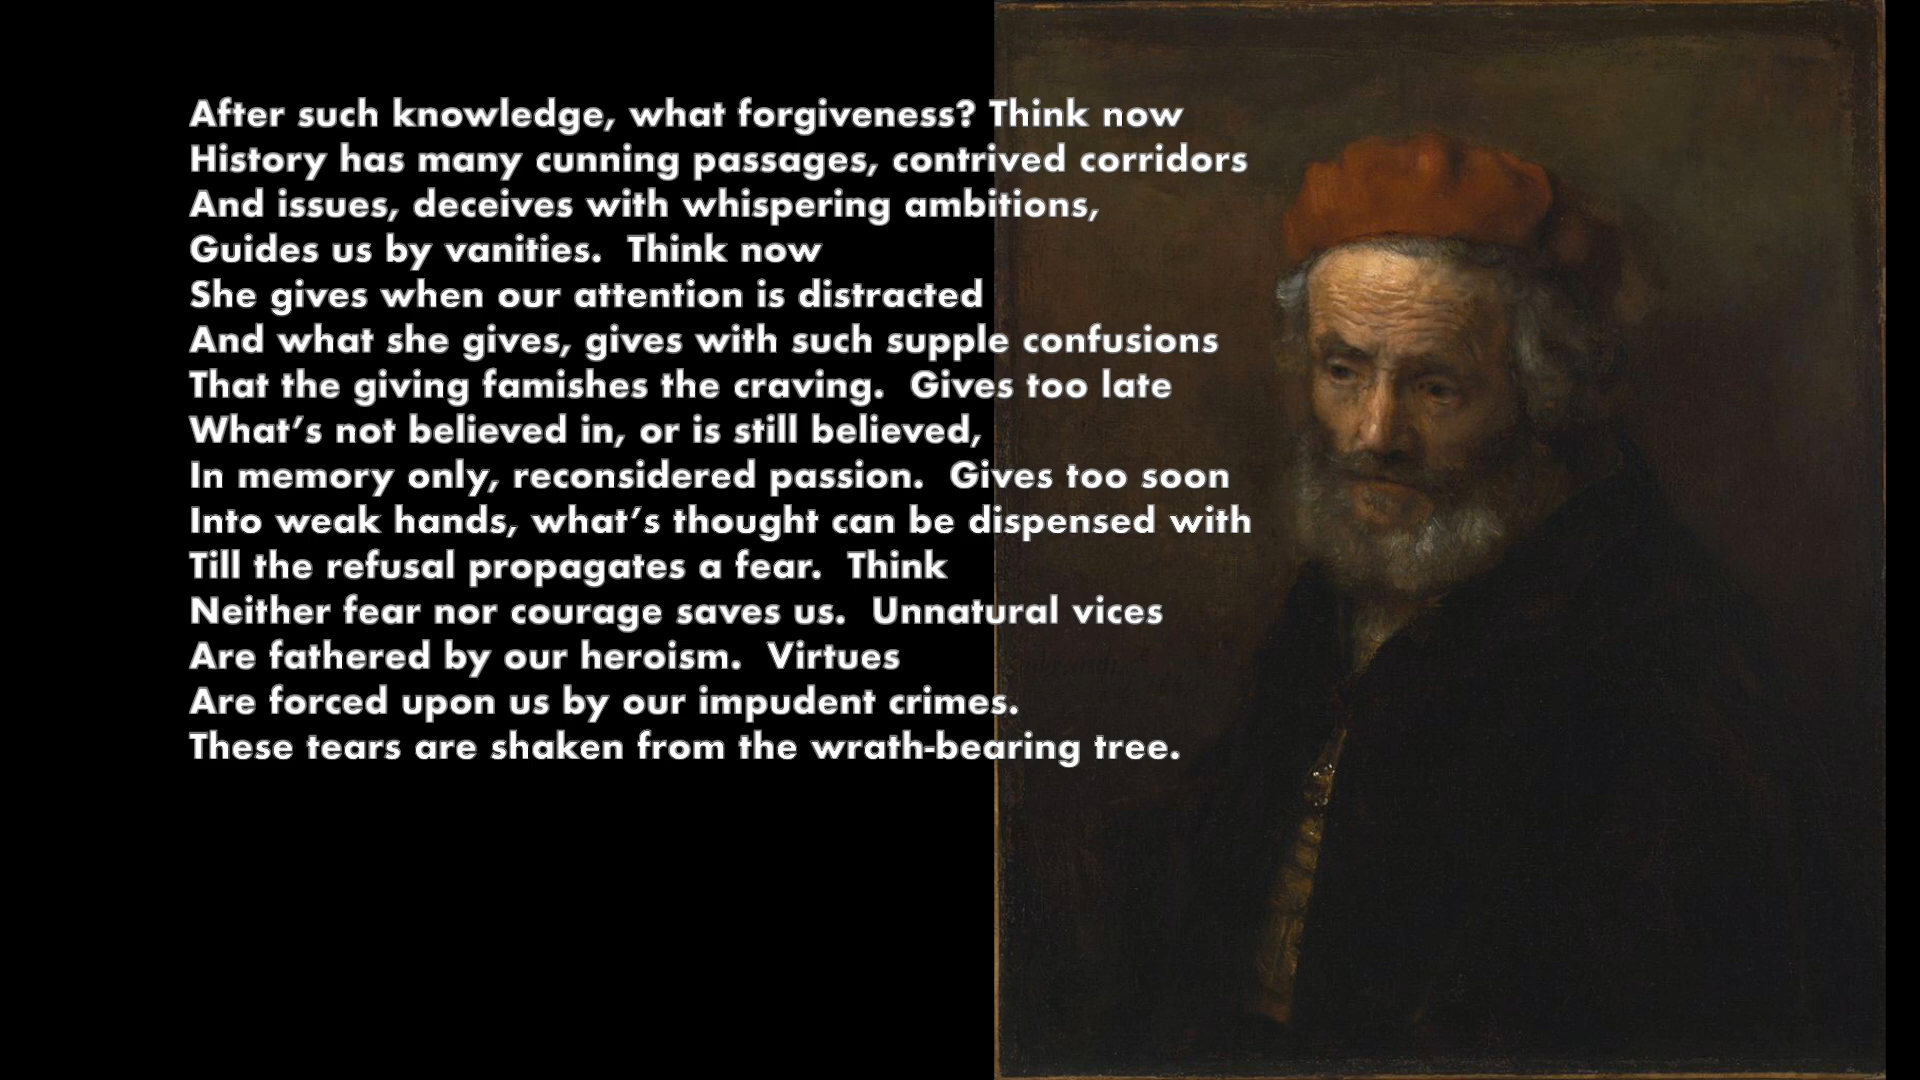 After such knowledge, what forgiveness? Think now
History has many cunning passages, contrived corridors
And issues, deceives with whispering ambitions,
Guides us by vanities.  Think now
She gives when our attention is distracted
And what she gives, gives with such supple confusions
That the giving famishes the craving.  Gives too late
What’s not believed in, or is still believed,
In memory only, reconsidered passion.  Gives too soon
Into weak hands, what’s thought can be dispensed with
Till the refusal propagates a fear.  Think
Neither fear nor courage saves us.  Unnatural vices
Are fathered by our heroism.  Virtues
Are forced upon us by our impudent crimes.
These tears are shaken from the wrath-bearing tree.